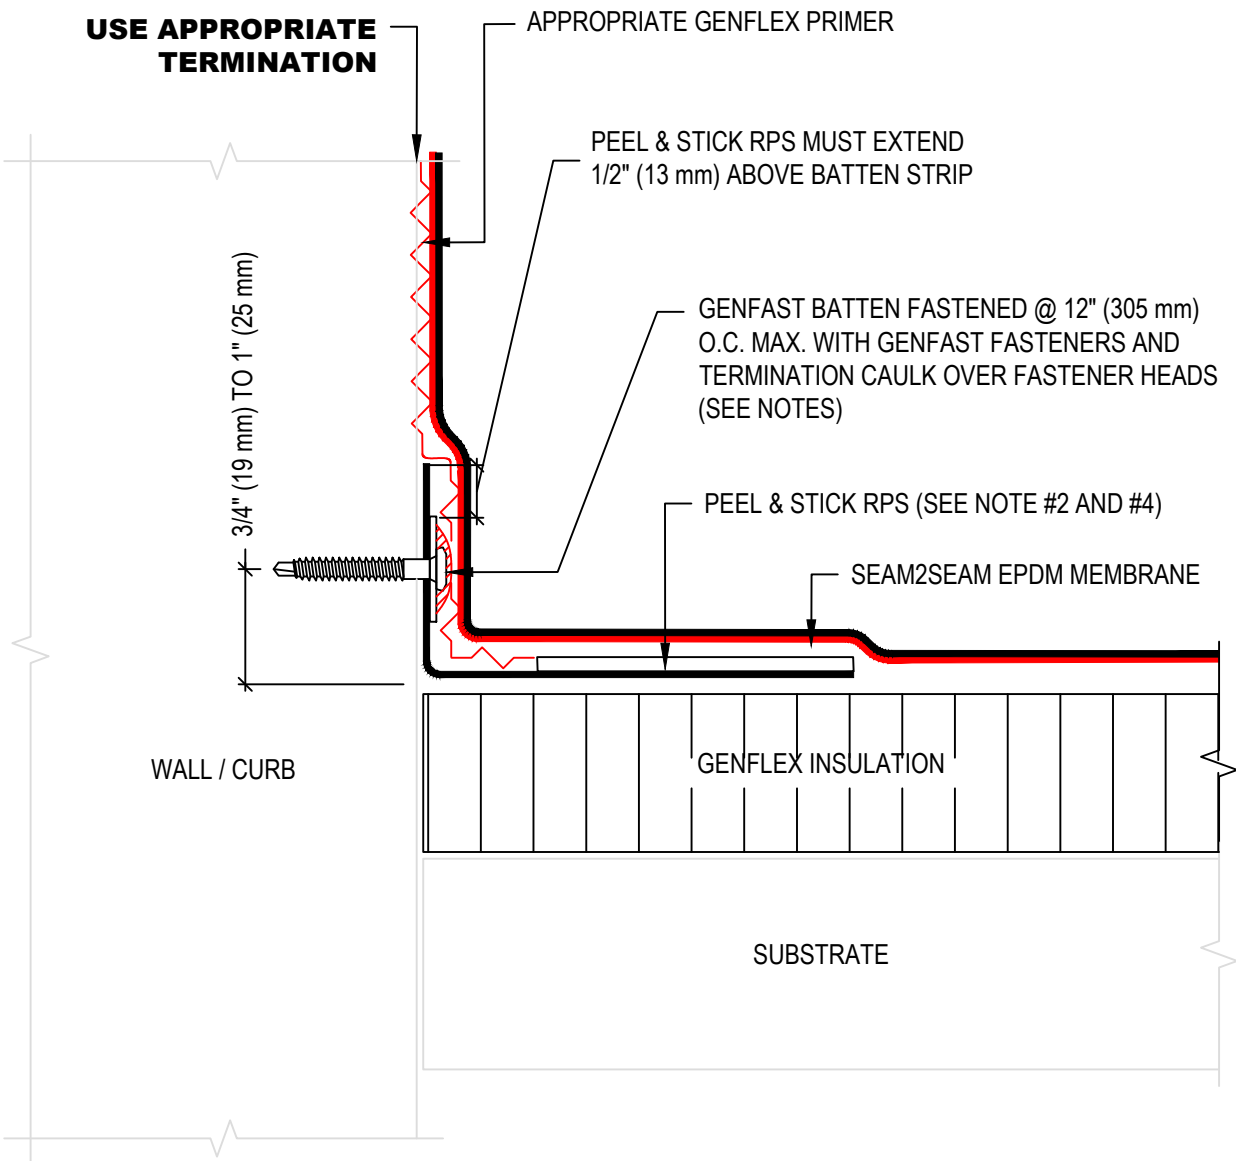 USE APPROPRIATE
TERMINATION
APPROPRIATE GENFLEX PRIMER
PEEL & STICK RPS MUST EXTEND
1/2" (13 mm) ABOVE BATTEN STRIP
3/4" (19 mm) TO 1" (25 mm)
GENFAST BATTEN FASTENED @ 12" (305 mm)
O.C. MAX. WITH GENFAST FASTENERS AND
TERMINATION CAULK OVER FASTENER HEADS
(SEE NOTES)
PEEL & STICK RPS (SEE NOTE #2 AND #4)
SEAM2SEAM EPDM MEMBRANE
WALL / CURB
GENFLEX INSULATION
SUBSTRATE